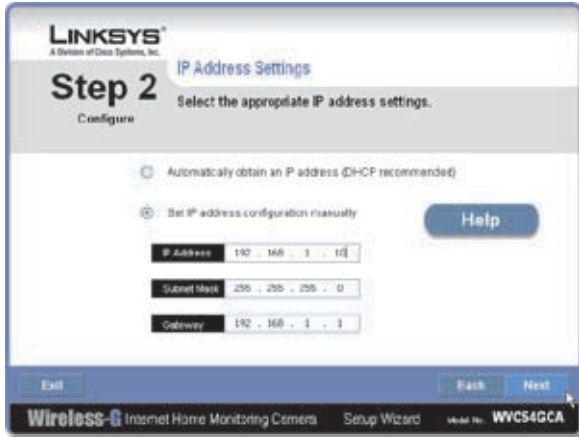 LINKSYS®
A Division of Cisco Systems, Inc.
Step 2
Configure
IP Address Settings
Select the appropriate IP address settings.
Automatically obtain an IP address (DHCP recommended)
Set IP address configuration manually
Help
IP Address 192 . 168 . 1 . 10
Subnet Mask 255 . 255 . 255 . 0
Gateway 192 . 168 . 1 . 1
Exit
Back
Next
Wireless-G Internet Home Monitoring Camera Setup Wizard Model No. WVC54GCA